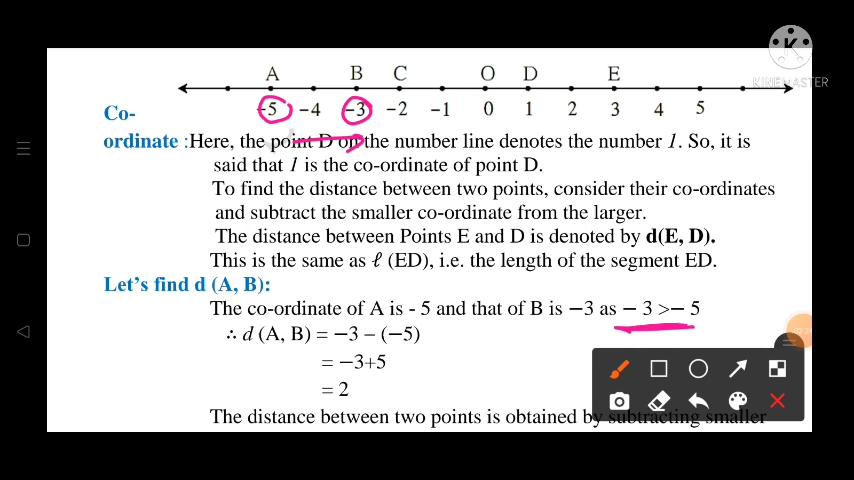 KINEMASTER
A B C O D E
-5 -4 -3 -2 -1 0 1 2 3 4 5
Co-
ordinate :Here, the point D on the number line denotes the number 1. So, it is
said that 1 is the co-ordinate of point D.
To find the distance between two points, consider their co-ordinates
and subtract the smaller co-ordinate from the larger.
The distance between Points E and D is denoted by d(E, D).
This is the same as ℓ (ED), i.e. the length of the segment ED.
Let's find d (A, B):
The co-ordinate of A is - 5 and that of B is −3 as − 3 >− 5
∴ d (A, B) = −3 – (−5)
= −3+5
= 2
The distance between two points is obtained by subtracting smaller